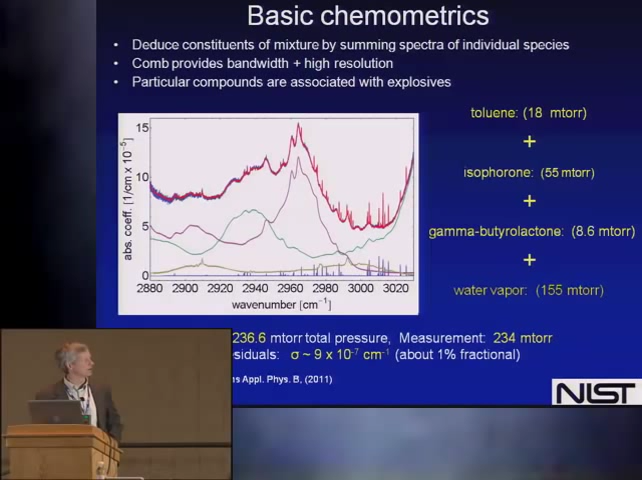 Basic chemometrics
• Deduce constituents of mixture by summing spectra of individual species
• Comb provides bandwidth + high resolution
• Particular compounds are associated with explosives
toluene: (18 mtorr)
+
isophorone: (55 mtorr)
+
gamma-butyrolactone: (8.6 mtorr)
+
water vapor: (155 mtorr)
abs. coeff. [1/cm x 10⁻⁵]
15
10
5
0
2880 2900 2920 2940 2960 2980 3000 3020
wavenumber [cm⁻¹]
236.6 mtorr total pressure, Measurement: 234 mtorr
siduals: σ ~ 9 x 10⁻⁷ cm⁻¹ (about 1% fractional)
ns Appl. Phys. B, (2011)
NIST